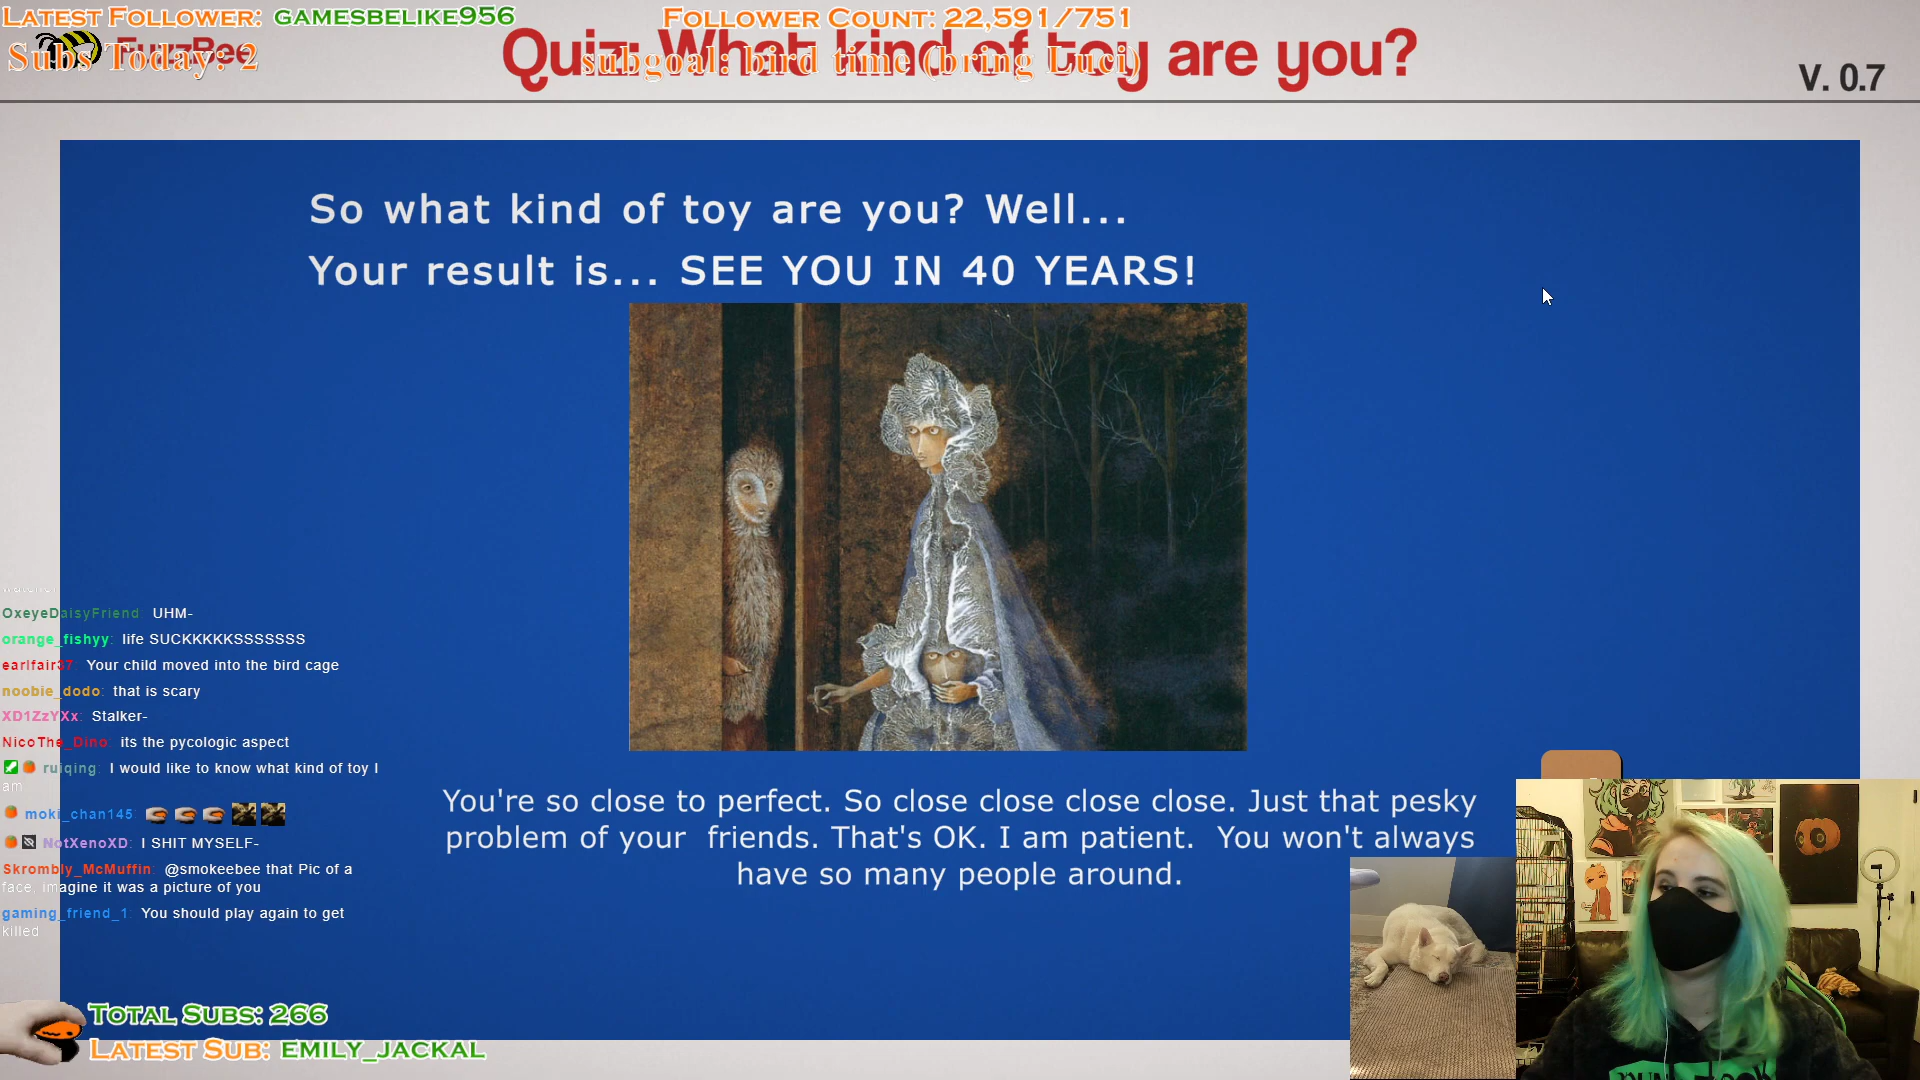 LATEST FOLLOWER: GAMESBELIKE956
FOLLOWER COUNT: 22,591/751
FuzzBee
Subs Today: 2
Quiz: What kind of toy are you?
subgoal: bird time (bring Luci)
V. 0.7
So what kind of toy are you? Well...
Your result is... SEE YOU IN 40 YEARS!
OxeyeDaisyFriend: UHM-
orange_fishyy: life SUCKKKKKSSSSSSS
earlfair37: Your child moved into the bird cage
noobie_dodo: that is scary
XD1ZzYXx: Stalker-
NicoThe_Dino: its the pycologic aspect
ruiqing: I would like to know what kind of toy I
am
moki_chan145:
NotXenoXD: I SHIT MYSELF-
Skrombly_McMuffin: @smokeebee that Pic of a
face, imagine it was a picture of you
gaming_friend_1: You should play again to get
killed
You're so close to perfect. So close close close close. Just that pesky
problem of your friends. That's OK. I am patient. You won't always
have so many people around.
TOTAL SUBS: 266
LATEST SUB: EMILY_JACKAL